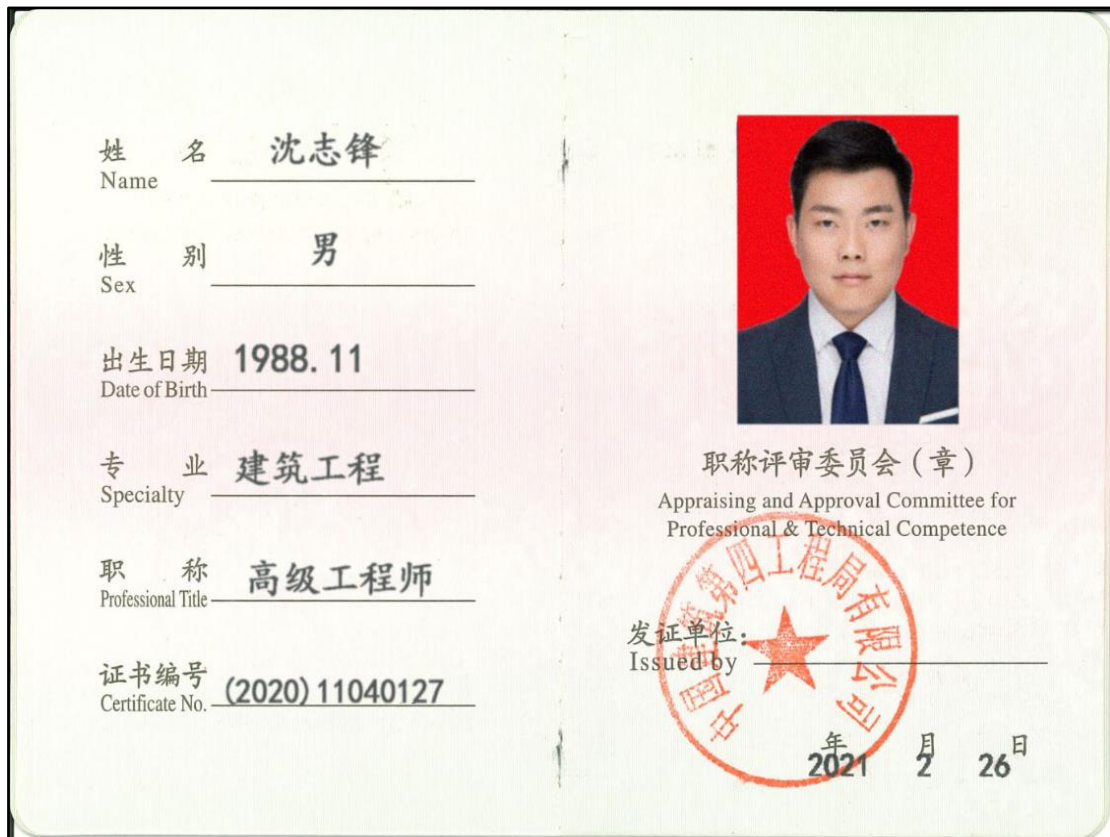 姓 名 沈志锋
Name
性 别 男
Sex
出生日期 1988.11
Date of Birth
专 业 建筑工程
Specialty
职 称 高级工程师
Professional Title
证书编号 (2020)11040127
Certificate No.
职称评审委员会（章）
Appraising and Approval Committee for
Professional & Technical Competence
中国建筑第四工程局有限公司
发证单位：
Issued by
年 月 日
2021 2 26